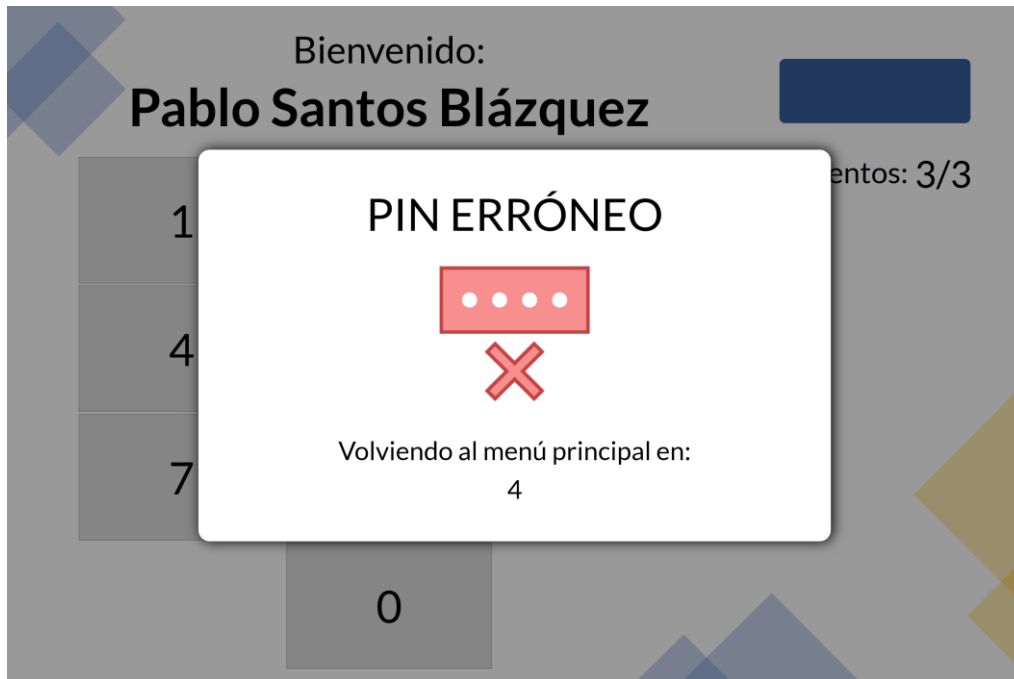 Bienvenido:
Pablo Santos Blázquez
entos: 3/3
1
4
7
0
PIN ERRÓNEO
Volviendo al menú principal en:
4